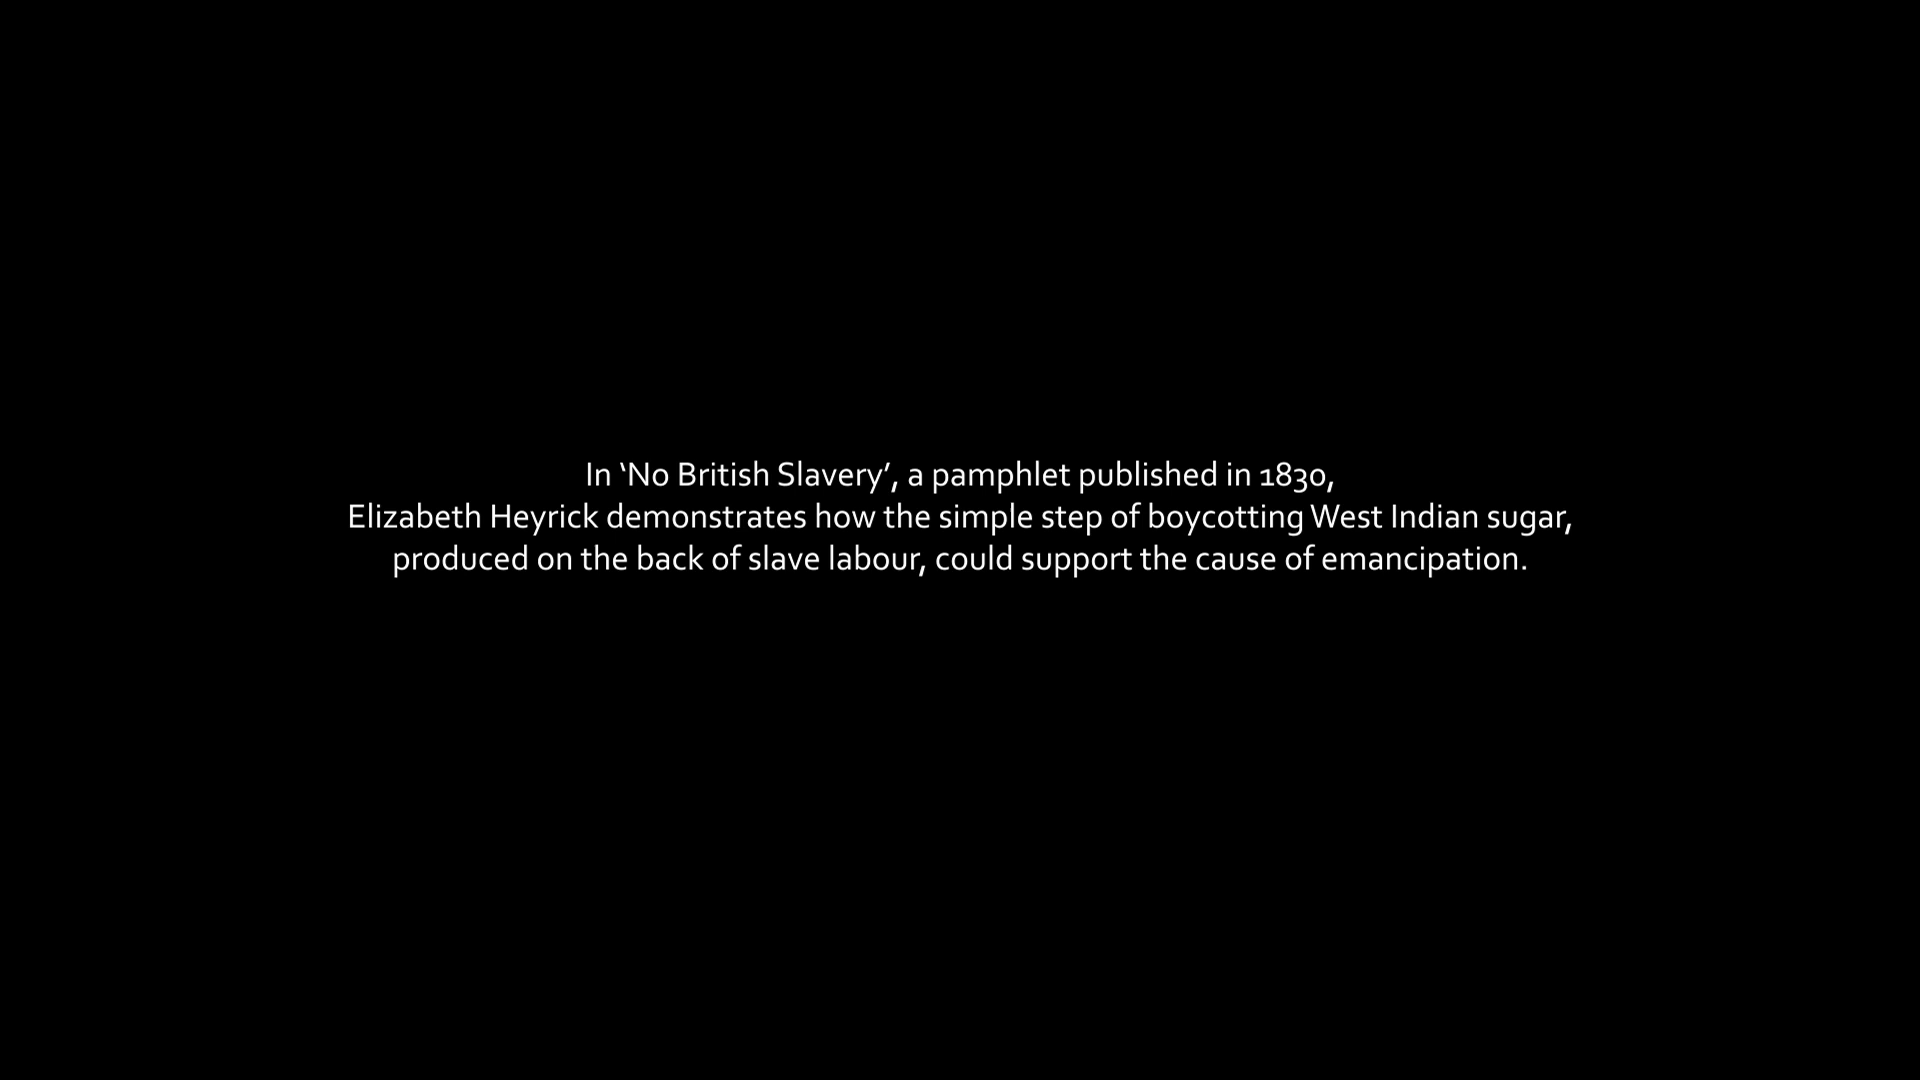 In ‘No British Slavery’, a pamphlet published in 1830,
Elizabeth Heyrick demonstrates how the simple step of boycotting West Indian sugar,
produced on the back of slave labour, could support the cause of emancipation.